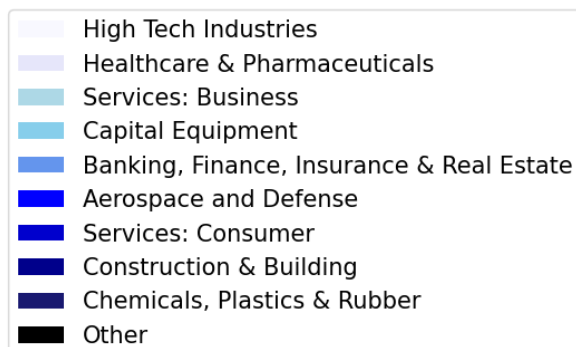 High Tech Industries
Healthcare & Pharmaceuticals
Services: Business
Capital Equipment
Banking, Finance, Insurance & Real Estate
Aerospace and Defense
Services: Consumer
Construction & Building
Chemicals, Plastics & Rubber
Other